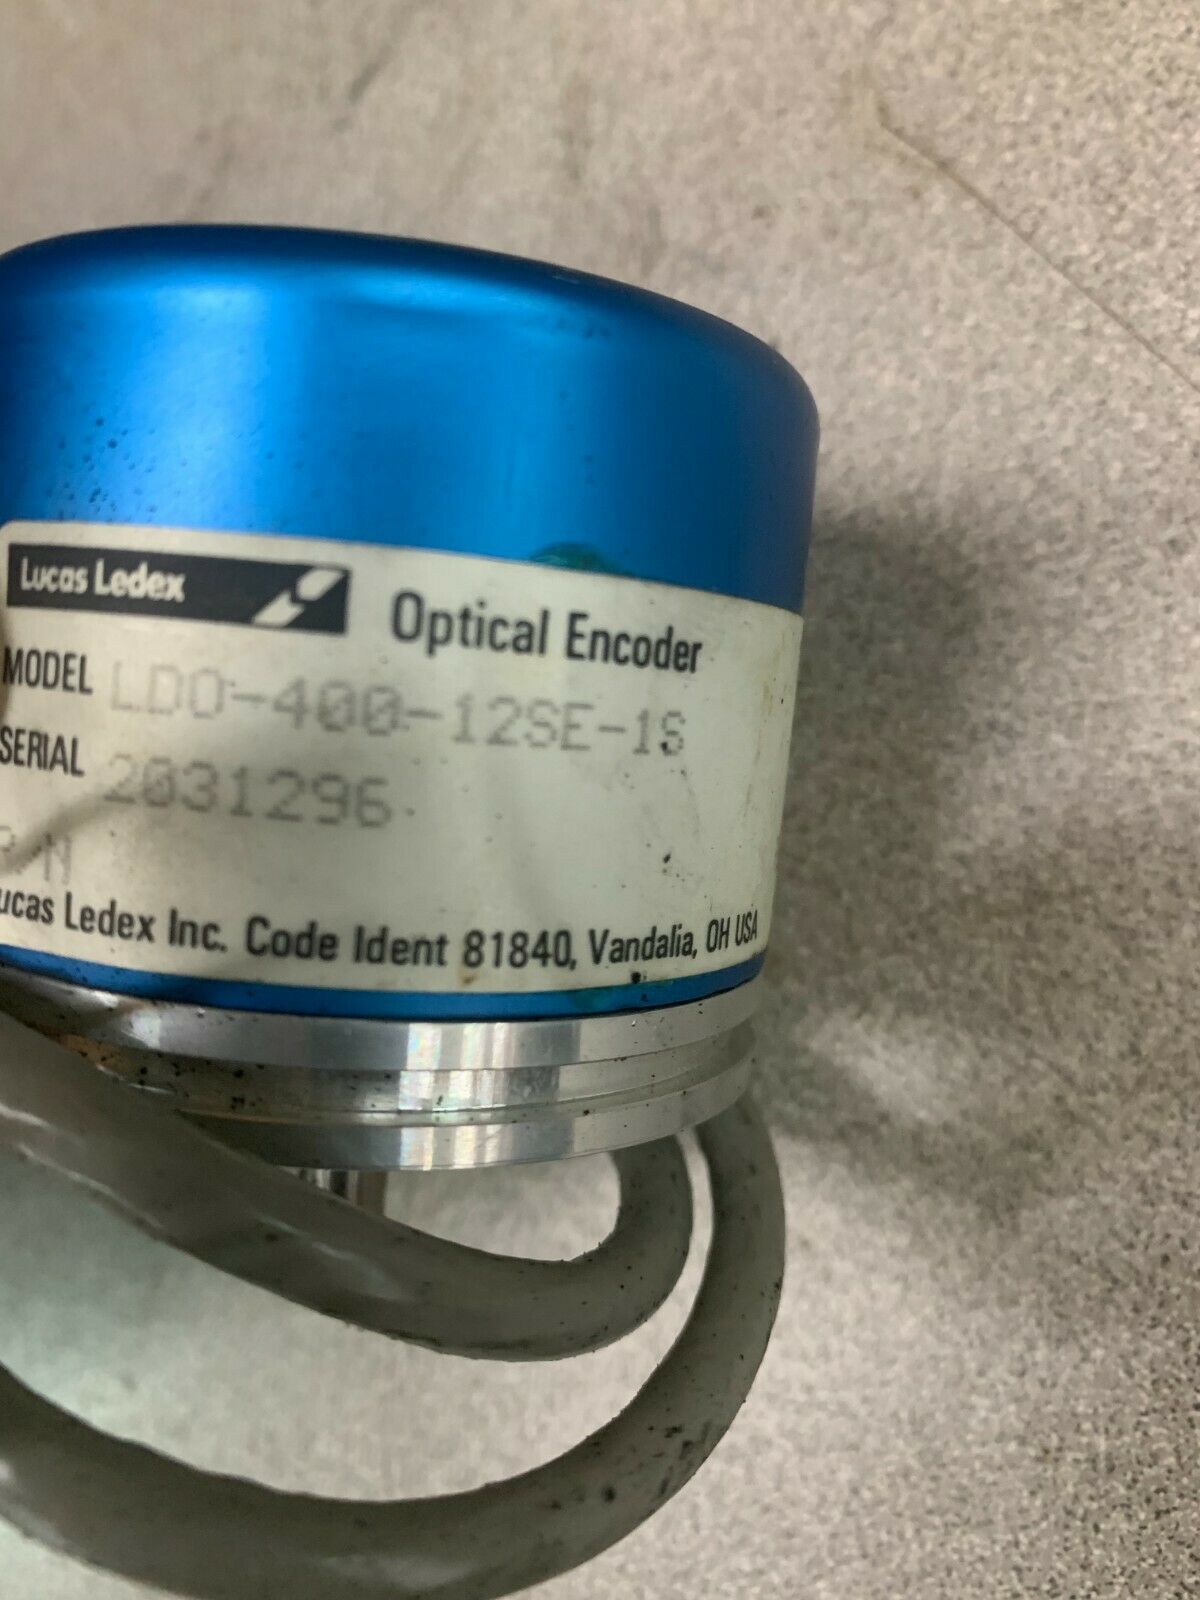 Lucas Ledex
Optical Encoder
MODEL LDO-400-12SE-1S
SERIAL 2031296
N
ucas Ledex Inc. Code Ident 81840, Vandalia, OH USA